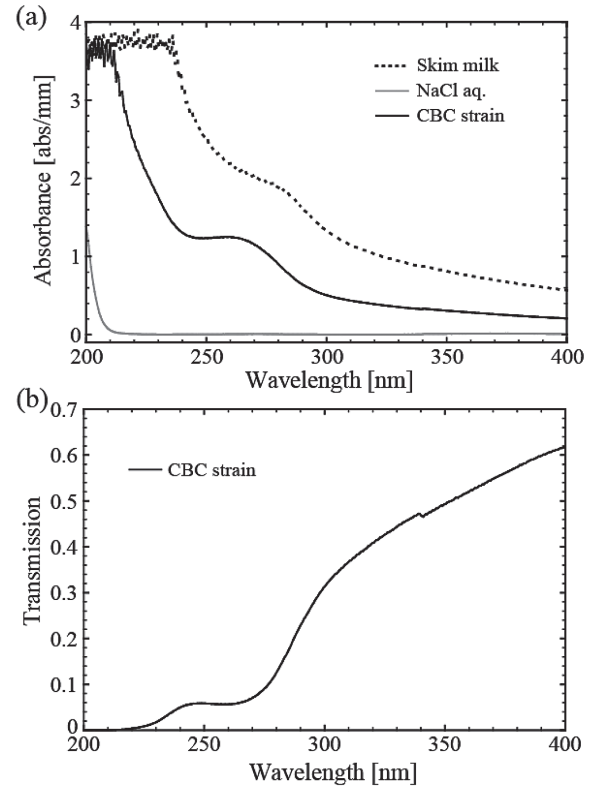 (a)
4
3
2
1
0
Absorbance [abs/mm]
Skim milk
NaCl aq.
CBC strain
200 250 300 350 400
Wavelength [nm]
(b)
0.7
0.6
0.5
0.4
0.3
0.2
0.1
0
Transmission
CBC strain
200 250 300 350 400
Wavelength [nm]